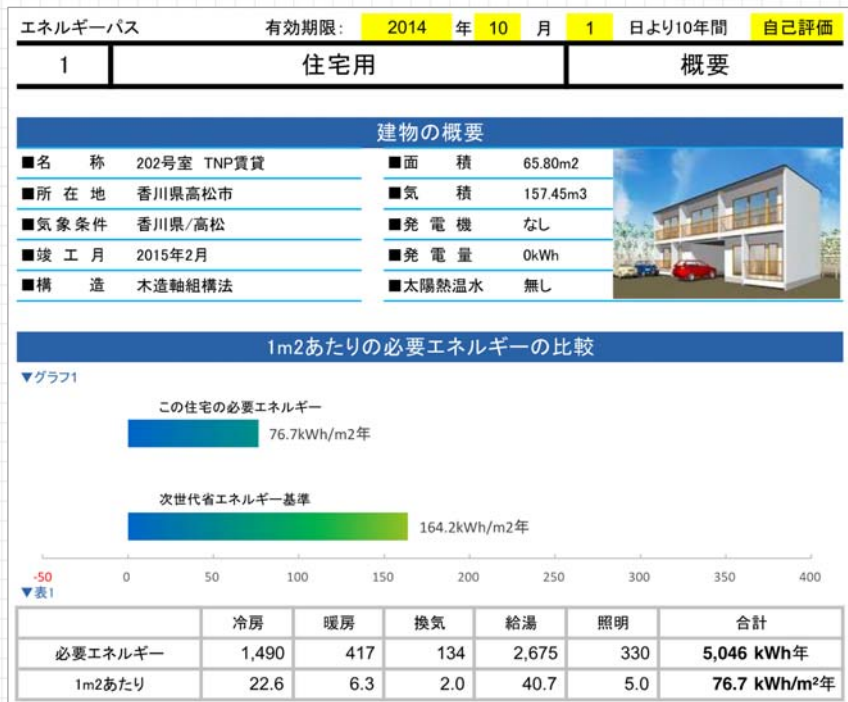 エネルギーパス 有効期限: 2014 年 10 月 1 日より10年間 自己評価
1 住宅用 概要
建物の概要
■名 称 202号室 TNP賃貸 ■面 積 65.80m2
■所 在 地 香川県高松市 ■気 積 157.45m3
■気象条件 香川県/高松 ■発 電 機 なし
■竣 工 月 2015年2月 ■発 電 量 0kWh
■構 造 木造軸組構法 ■太陽熱温水 無し
1m2あたりの必要エネルギーの比較
▼グラフ1
この住宅の必要エネルギー
76.7kWh/m2年
次世代省エネルギー基準
164.2kWh/m2年
-50 0 50 100 150 200 250 300 350 400
▼表1
冷房 暖房 換気 給湯 照明 合計
必要エネルギー 1,490 417 134 2,675 330 5,046 kWh年
1m2あたり 22.6 6.3 2.0 40.7 5.0 76.7 kWh/m²年